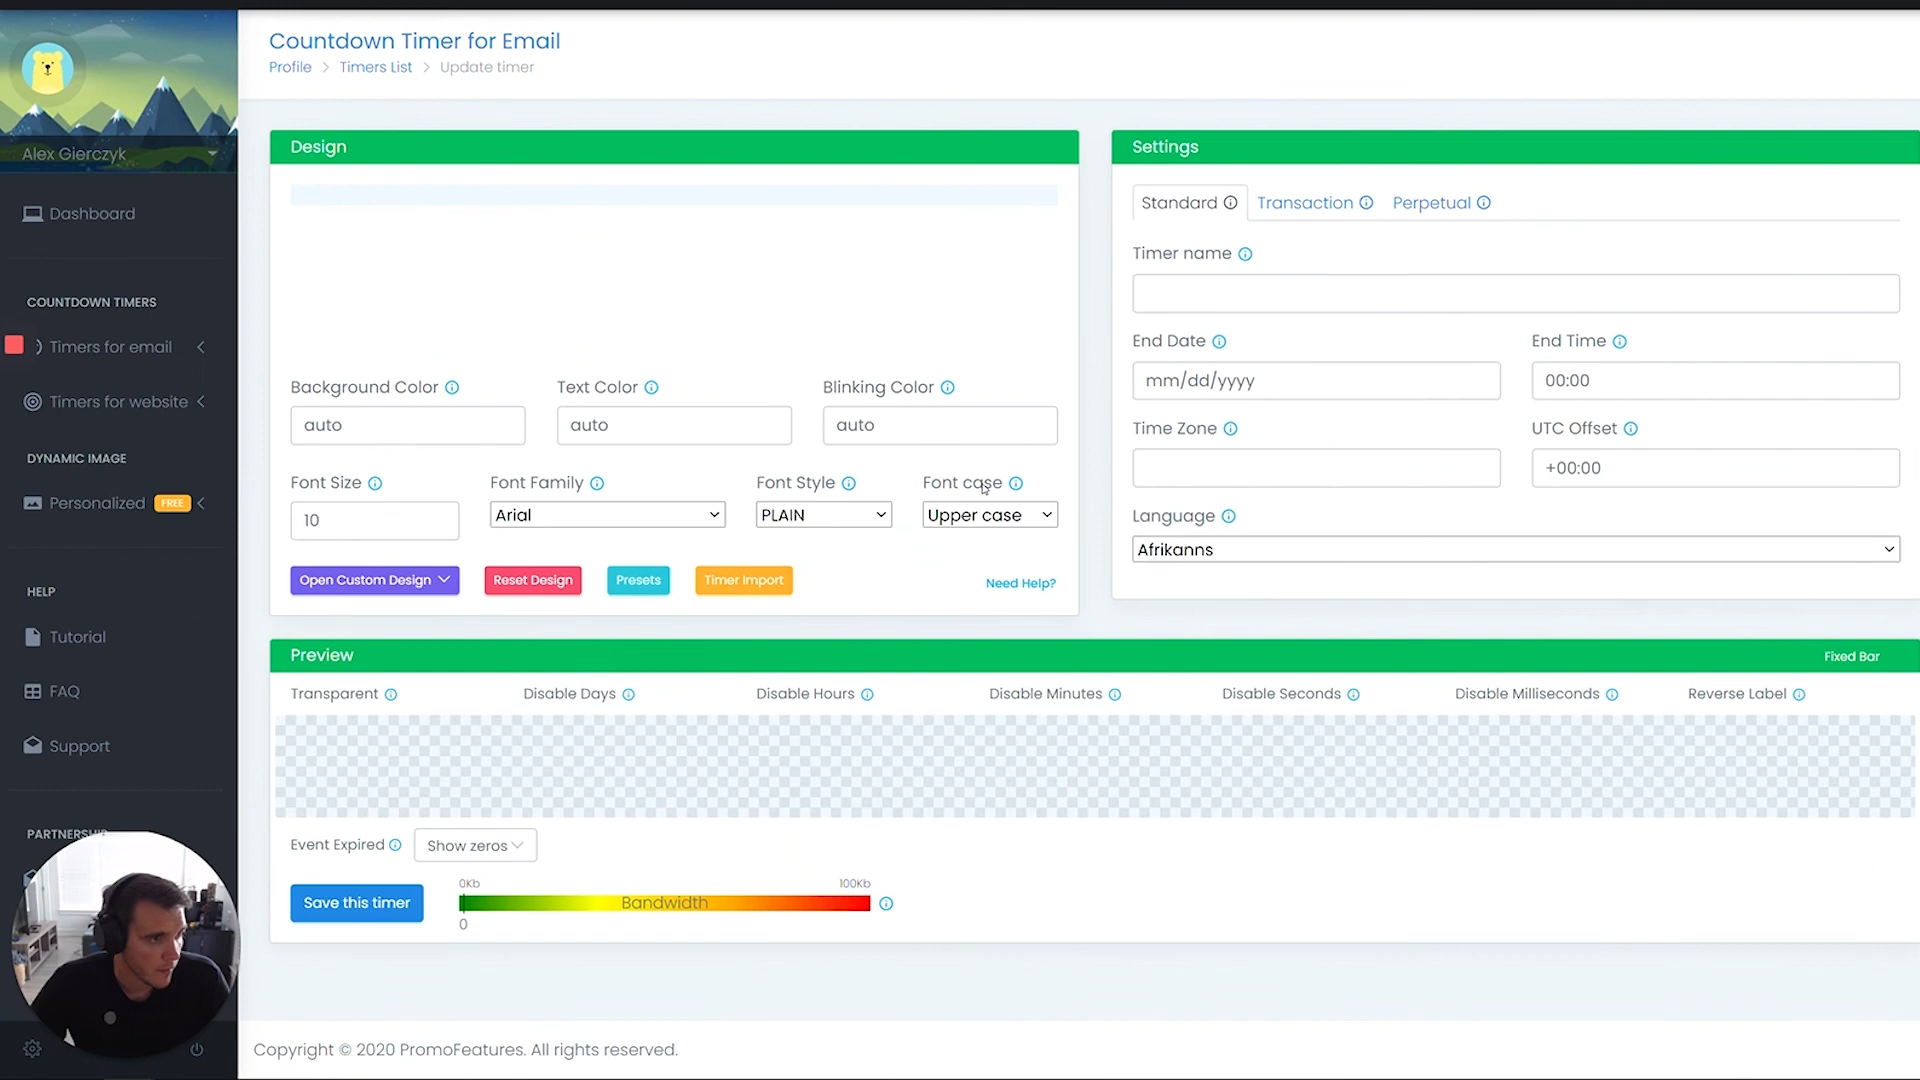 Countdown Timer for Email
Profile > Timers List > Update timer
Alex Gierczyk
Dashboard
COUNTDOWN TIMERS
Timers for email
Timers for website
DYNAMIC IMAGE
Personalized FREE
HELP
Tutorial
FAQ
Support
PARTNERSHIP
Design
Background Color
Text Color
Blinking Color
auto
auto
auto
Font Size
Font Family
Font Style
Font case
10
Arial
PLAIN
Upper case
Open Custom Design
Reset Design
Presets
Timer Import
Need Help?
Settings
Standard
Transaction
Perpetual
Timer name
End Date
End Time
mm/dd/yyyy
00:00
Time Zone
UTC Offset
+00:00
Language
Afrikanns
Preview
Fixed Bar
Transparent
Disable Days
Disable Hours
Disable Minutes
Disable Seconds
Disable Milliseconds
Reverse Label
Event Expired
Show zeros
Save this timer
0Kb
100Kb
Bandwidth
0
Copyright © 2020 PromoFeatures. All rights reserved.